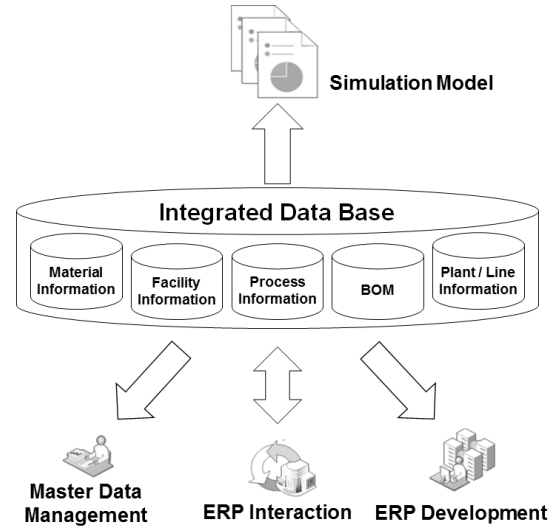 Simulation Model
Integrated Data Base
Material
Information
Facility
Information
Process
Information
BOM
Plant / Line
Information
Master Data
Management
ERP Interaction
ERP Development